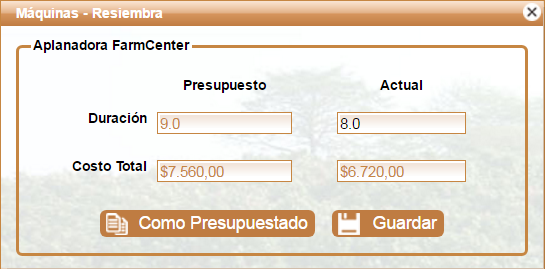 Máquinas - Resiembra
Aplanadora FarmCenter
Presupuesto Actual
Duración 9.0 8.0
Costo Total $7.560,00 $6.720,00
Como Presupuestado Guardar